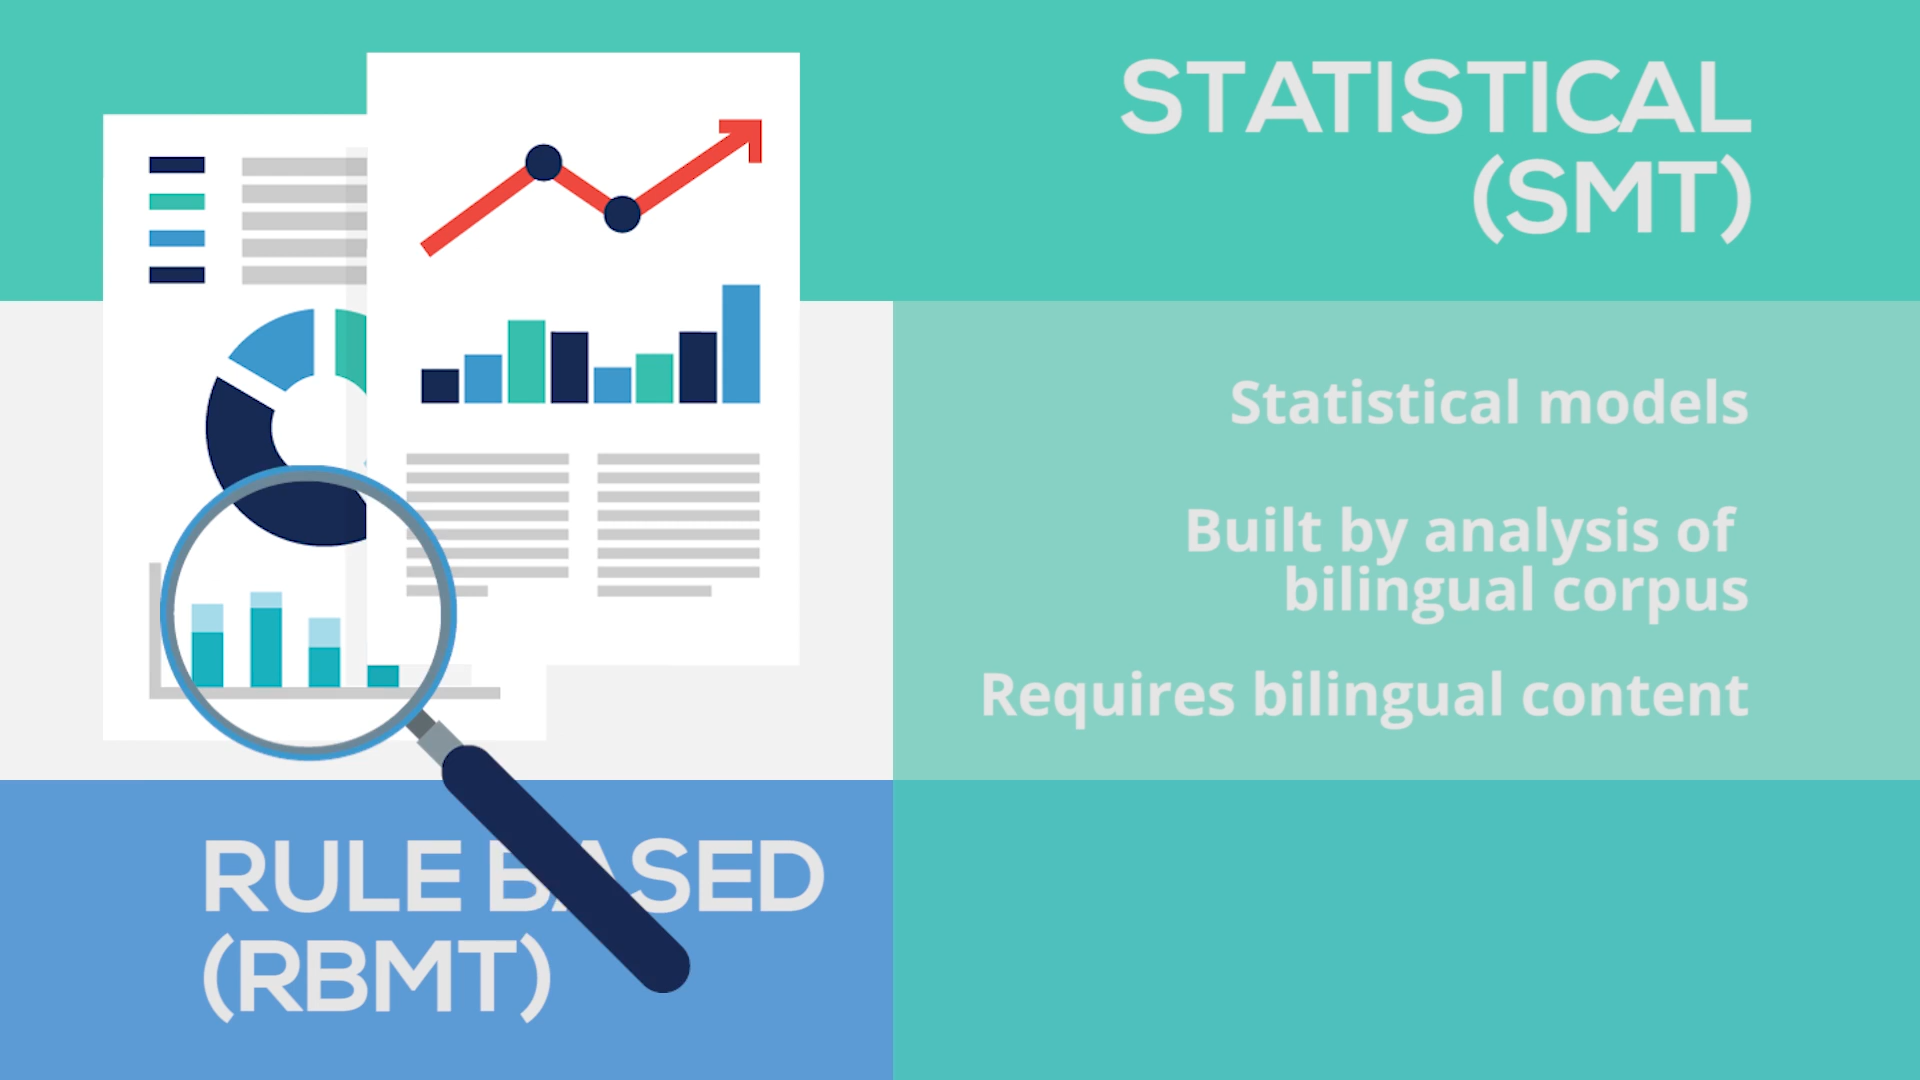 STATISTICAL
(SMT)
Statistical models
Built by analysis of
bilingual corpus
Requires bilingual content
RULE BASED
(RBMT)